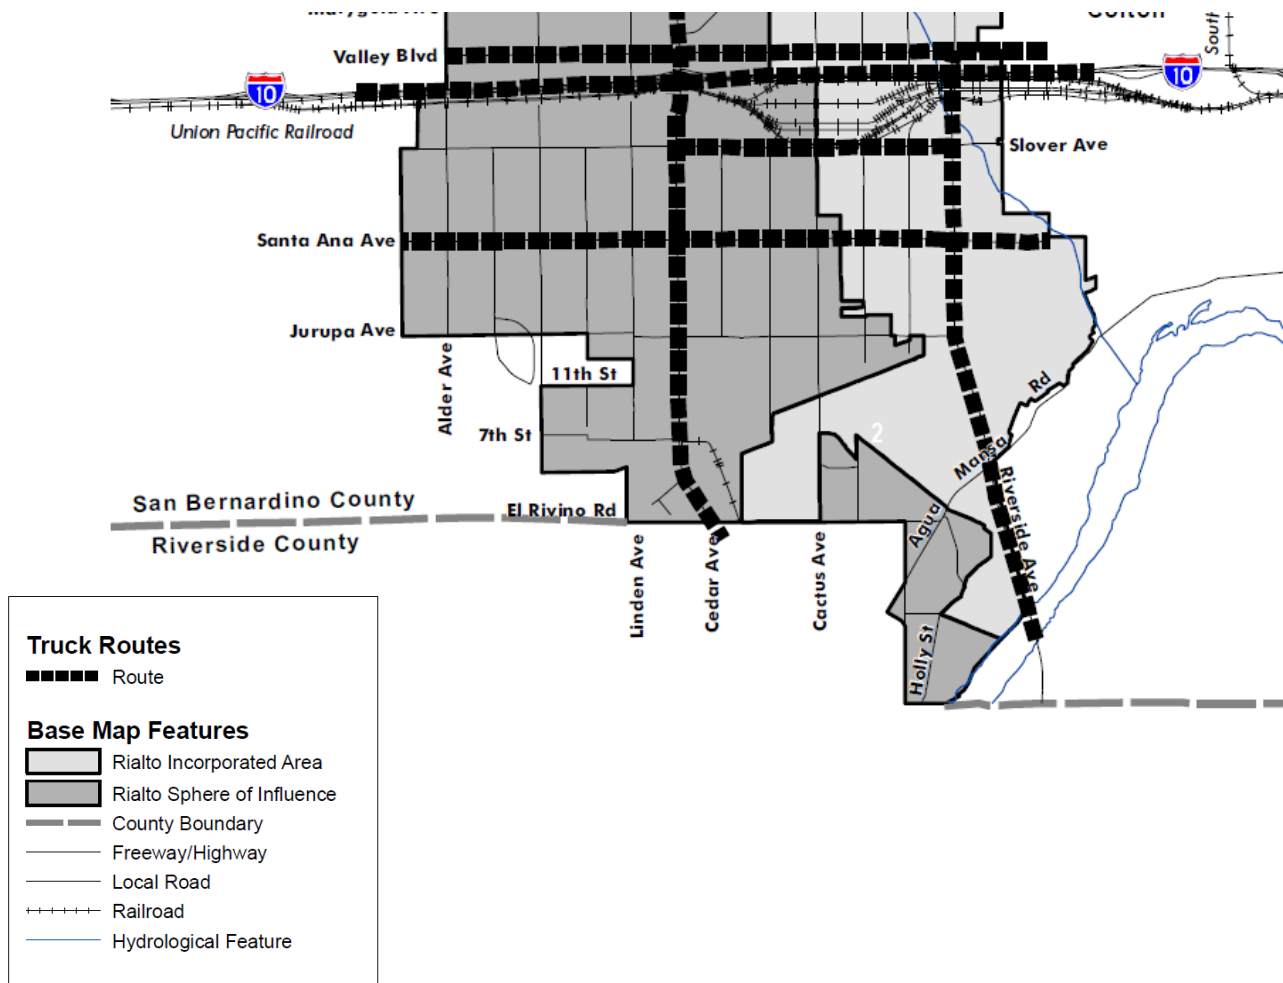 Colton
South
Valley Blvd
10
10
Union Pacific Railroad
Slover Ave
Santa Ana Ave
Jurupa Ave
Alder Ave
11th St
Rd
7th St
2
Mansa
San Bernardino County
El Rivino Rd
Agua
Riverside Ave
Riverside County
Linden Ave
Cedar Ave
Cactus Ave
Holly St
Truck Routes
Route
Base Map Features
Rialto Incorporated Area
Rialto Sphere of Influence
County Boundary
Freeway/Highway
Local Road
Railroad
Hydrological Feature